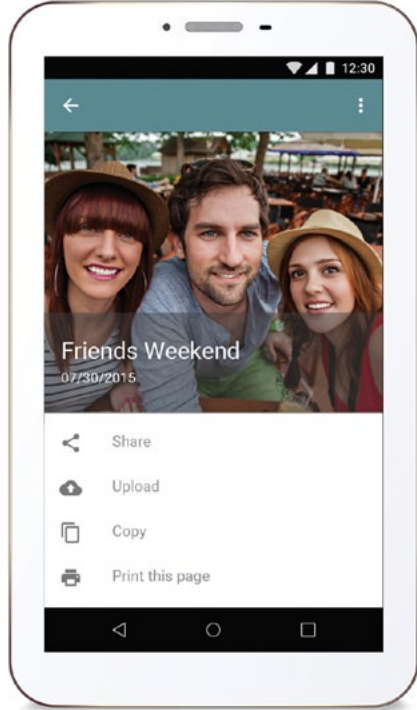 12:30
Friends Weekend
07/30/2015
Share
Upload
Copy
Print this page